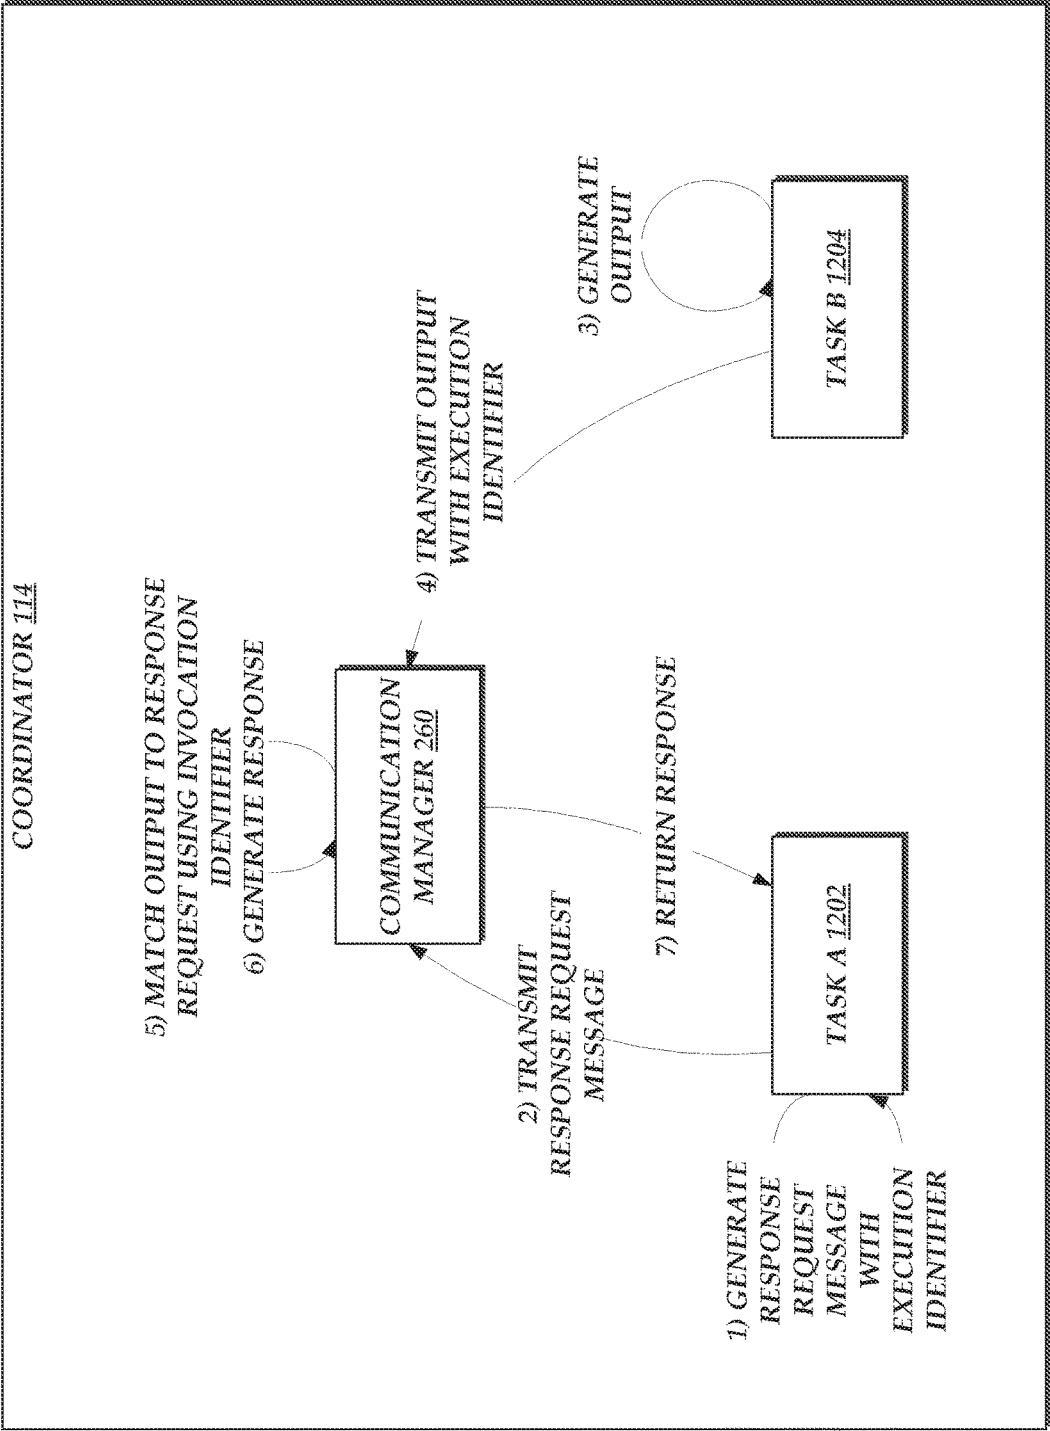 COORDINATOR 114
5) MATCH OUTPUT TO RESPONSE
REQUEST USING INVOCATION
IDENTIFIER
6) GENERATE RESPONSE
COMMUNICATION
MANAGER 260
4) TRANSMIT OUTPUT
WITH EXECUTION
IDENTIFIER
3) GENERATE
OUTPUT
2) TRANSMIT
RESPONSE REQUEST
MESSAGE
7) RETURN RESPONSE
1) GENERATE
RESPONSE
REQUEST
MESSAGE
WITH
EXECUTION
IDENTIFIER
TASK A 1202
TASK B 1204